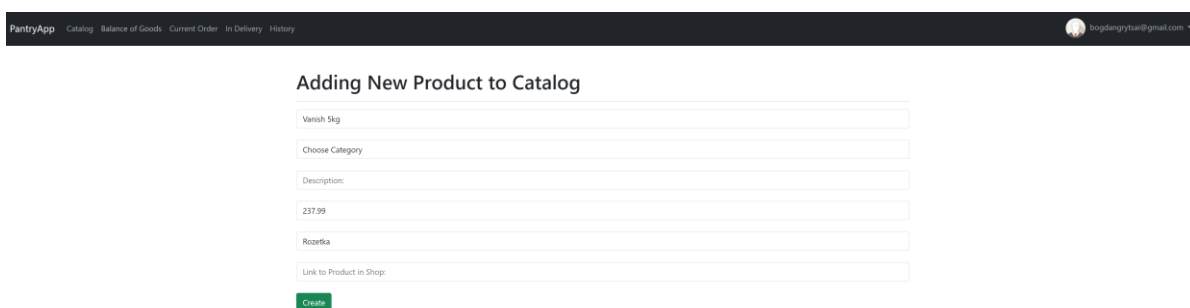 PantryApp Catalog Balance of Goods Current Order In Delivery History bogdangrytsai@gmail.com
Adding New Product to Catalog
Vanish 5kg
Choose Category
Description:
237.99
Rozetka
Link to Product in Shop:
Create